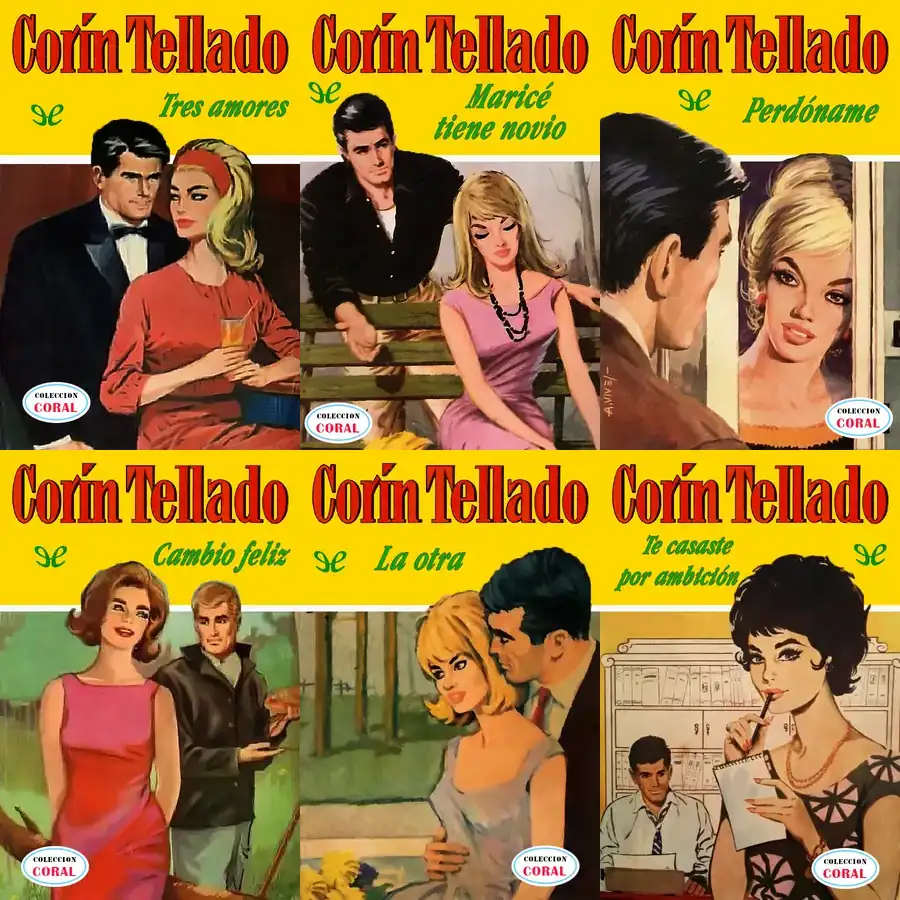 Corín Tellado
Tres amores
COLECCION
CORAL
Corín Tellado
Maricé
tiene novio
COLECCION
CORAL
Corín Tellado
Perdóname
COLECCION
CORAL
Corín Tellado
Cambio feliz
COLECCION
CORAL
Corín Tellado
La otra
COLECCION
CORAL
Corín Tellado
Te casaste
por ambición
COLECCION
CORAL